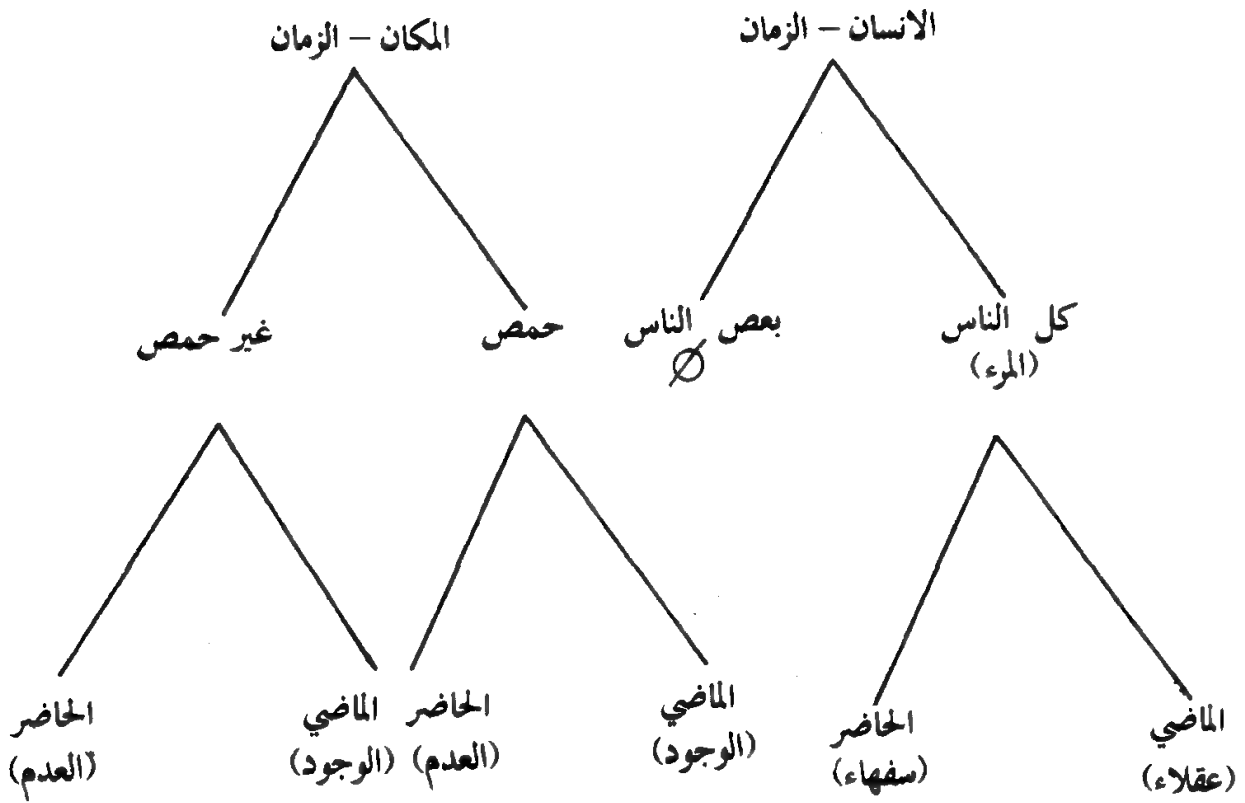 الانسان – الزمان
المكان – الزمان
كل الناس
(المرء)
بعص الناس
∅
حمص
غير حمص
الماضي
(عقلاء)
الحاضر
(سفهاء)
الماضي
(الوجود)
الحاضر
(العدم)
الماضي
(الوجود)
الحاضر
(العدم)